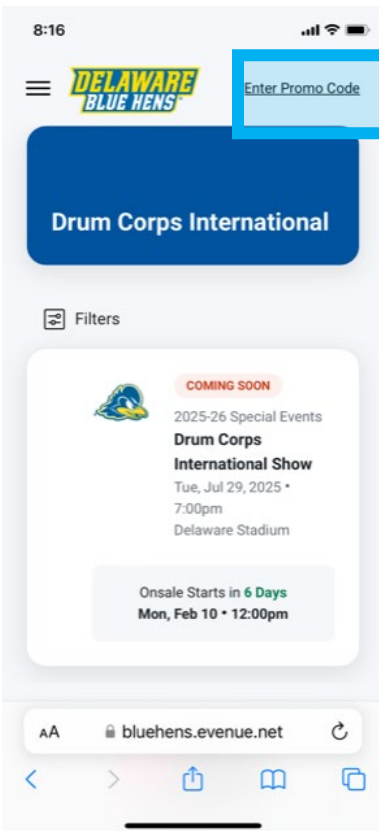 8:16
DELAWARE
BLUE HENS
Enter Promo Code
Drum Corps International
Filters
COMING SOON
2025-26 Special Events
Drum Corps
International Show
Tue, Jul 29, 2025 •
7:00pm
Delaware Stadium
Onsale Starts in 6 Days
Mon, Feb 10 • 12:00pm
AA
bluehens.evenue.net